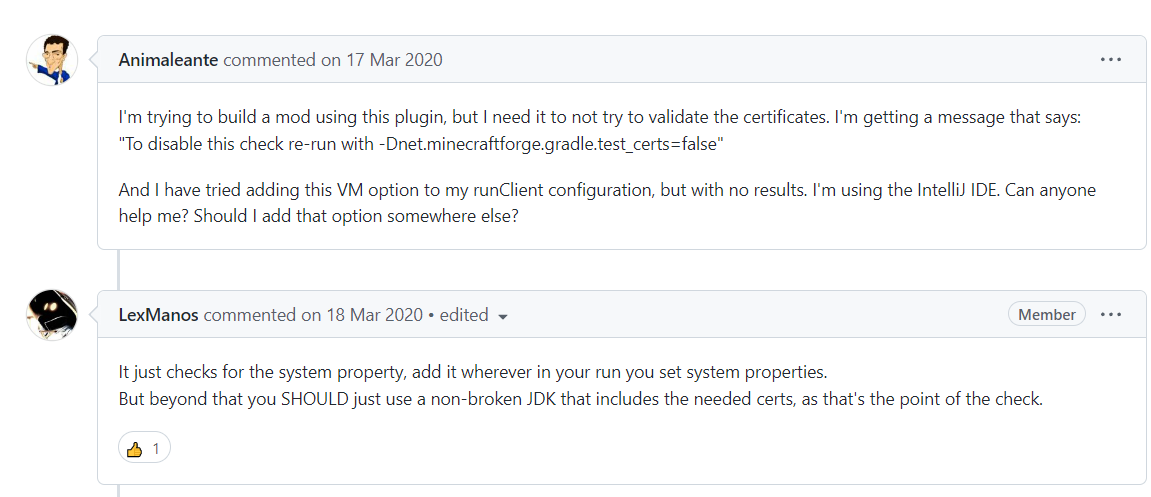 Animaleante commented on 17 Mar 2020
I'm trying to build a mod using this plugin, but I need it to not try to validate the certificates. I'm getting a message that says:
"To disable this check re-run with -Dnet.minecraftforge.gradle.test_certs=false"
And I have tried adding this VM option to my runClient configuration, but with no results. I'm using the IntelliJ IDE. Can anyone
help me? Should I add that option somewhere else?
LexManos commented on 18 Mar 2020 • edited
Member
It just checks for the system property, add it wherever in your run you set system properties.
But beyond that you SHOULD just use a non-broken JDK that includes the needed certs, as that's the point of the check.
👍 1